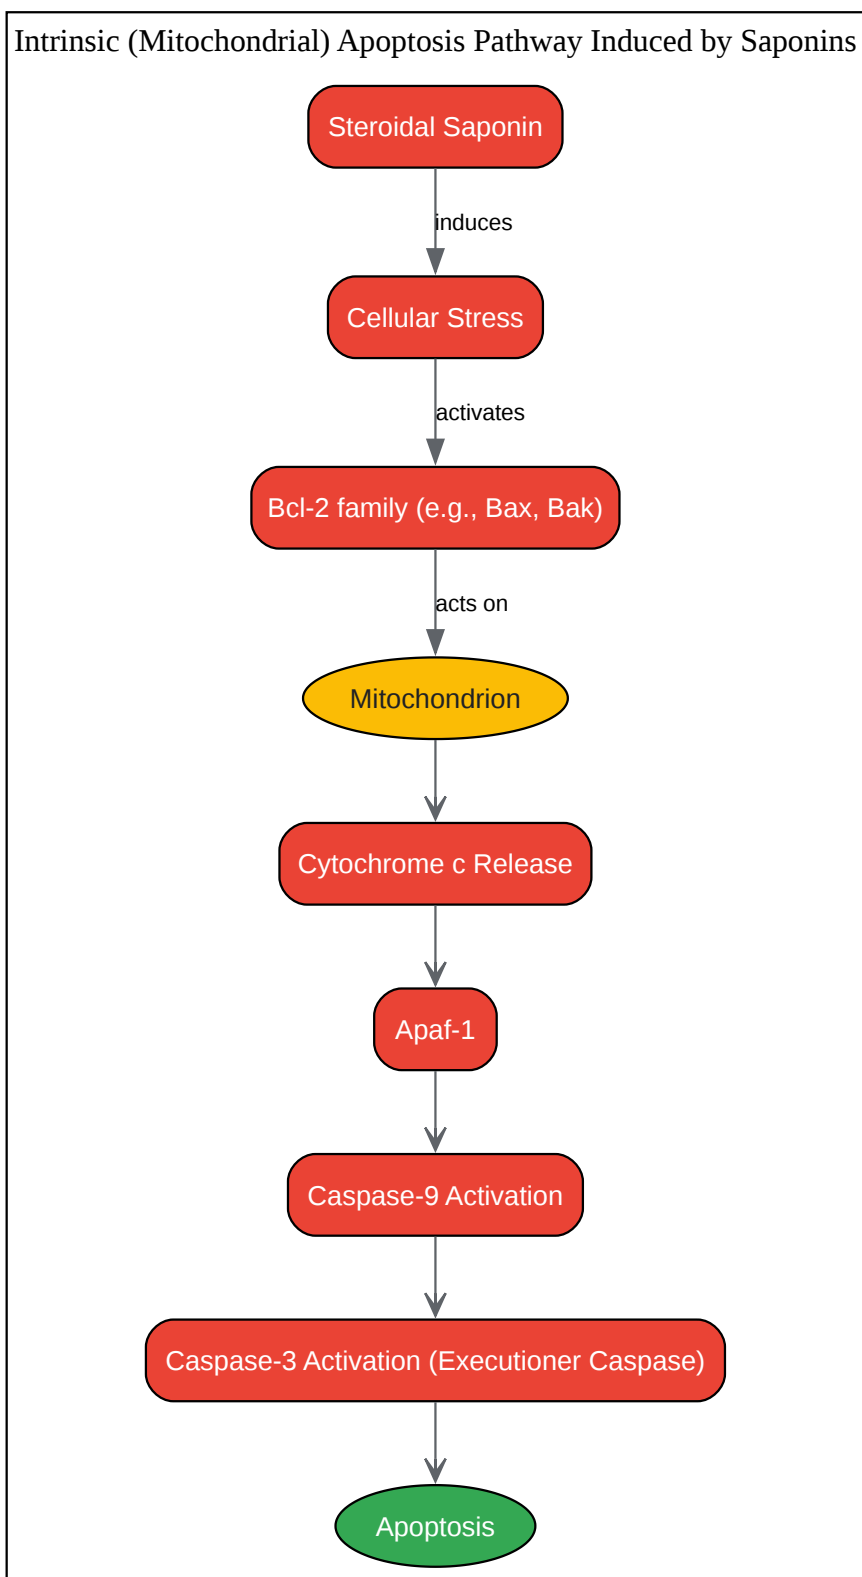 Intrinsic (Mitochondrial) Apoptosis Pathway Induced by Saponins
Steroidal Saponin
induces
Cellular Stress
activates
Bcl-2 family (e.g., Bax, Bak)
acts on
Mitochondrion
Cytochrome c Release
Apaf-1
Caspase-9 Activation
Caspase-3 Activation (Executioner Caspase)
Apoptosis